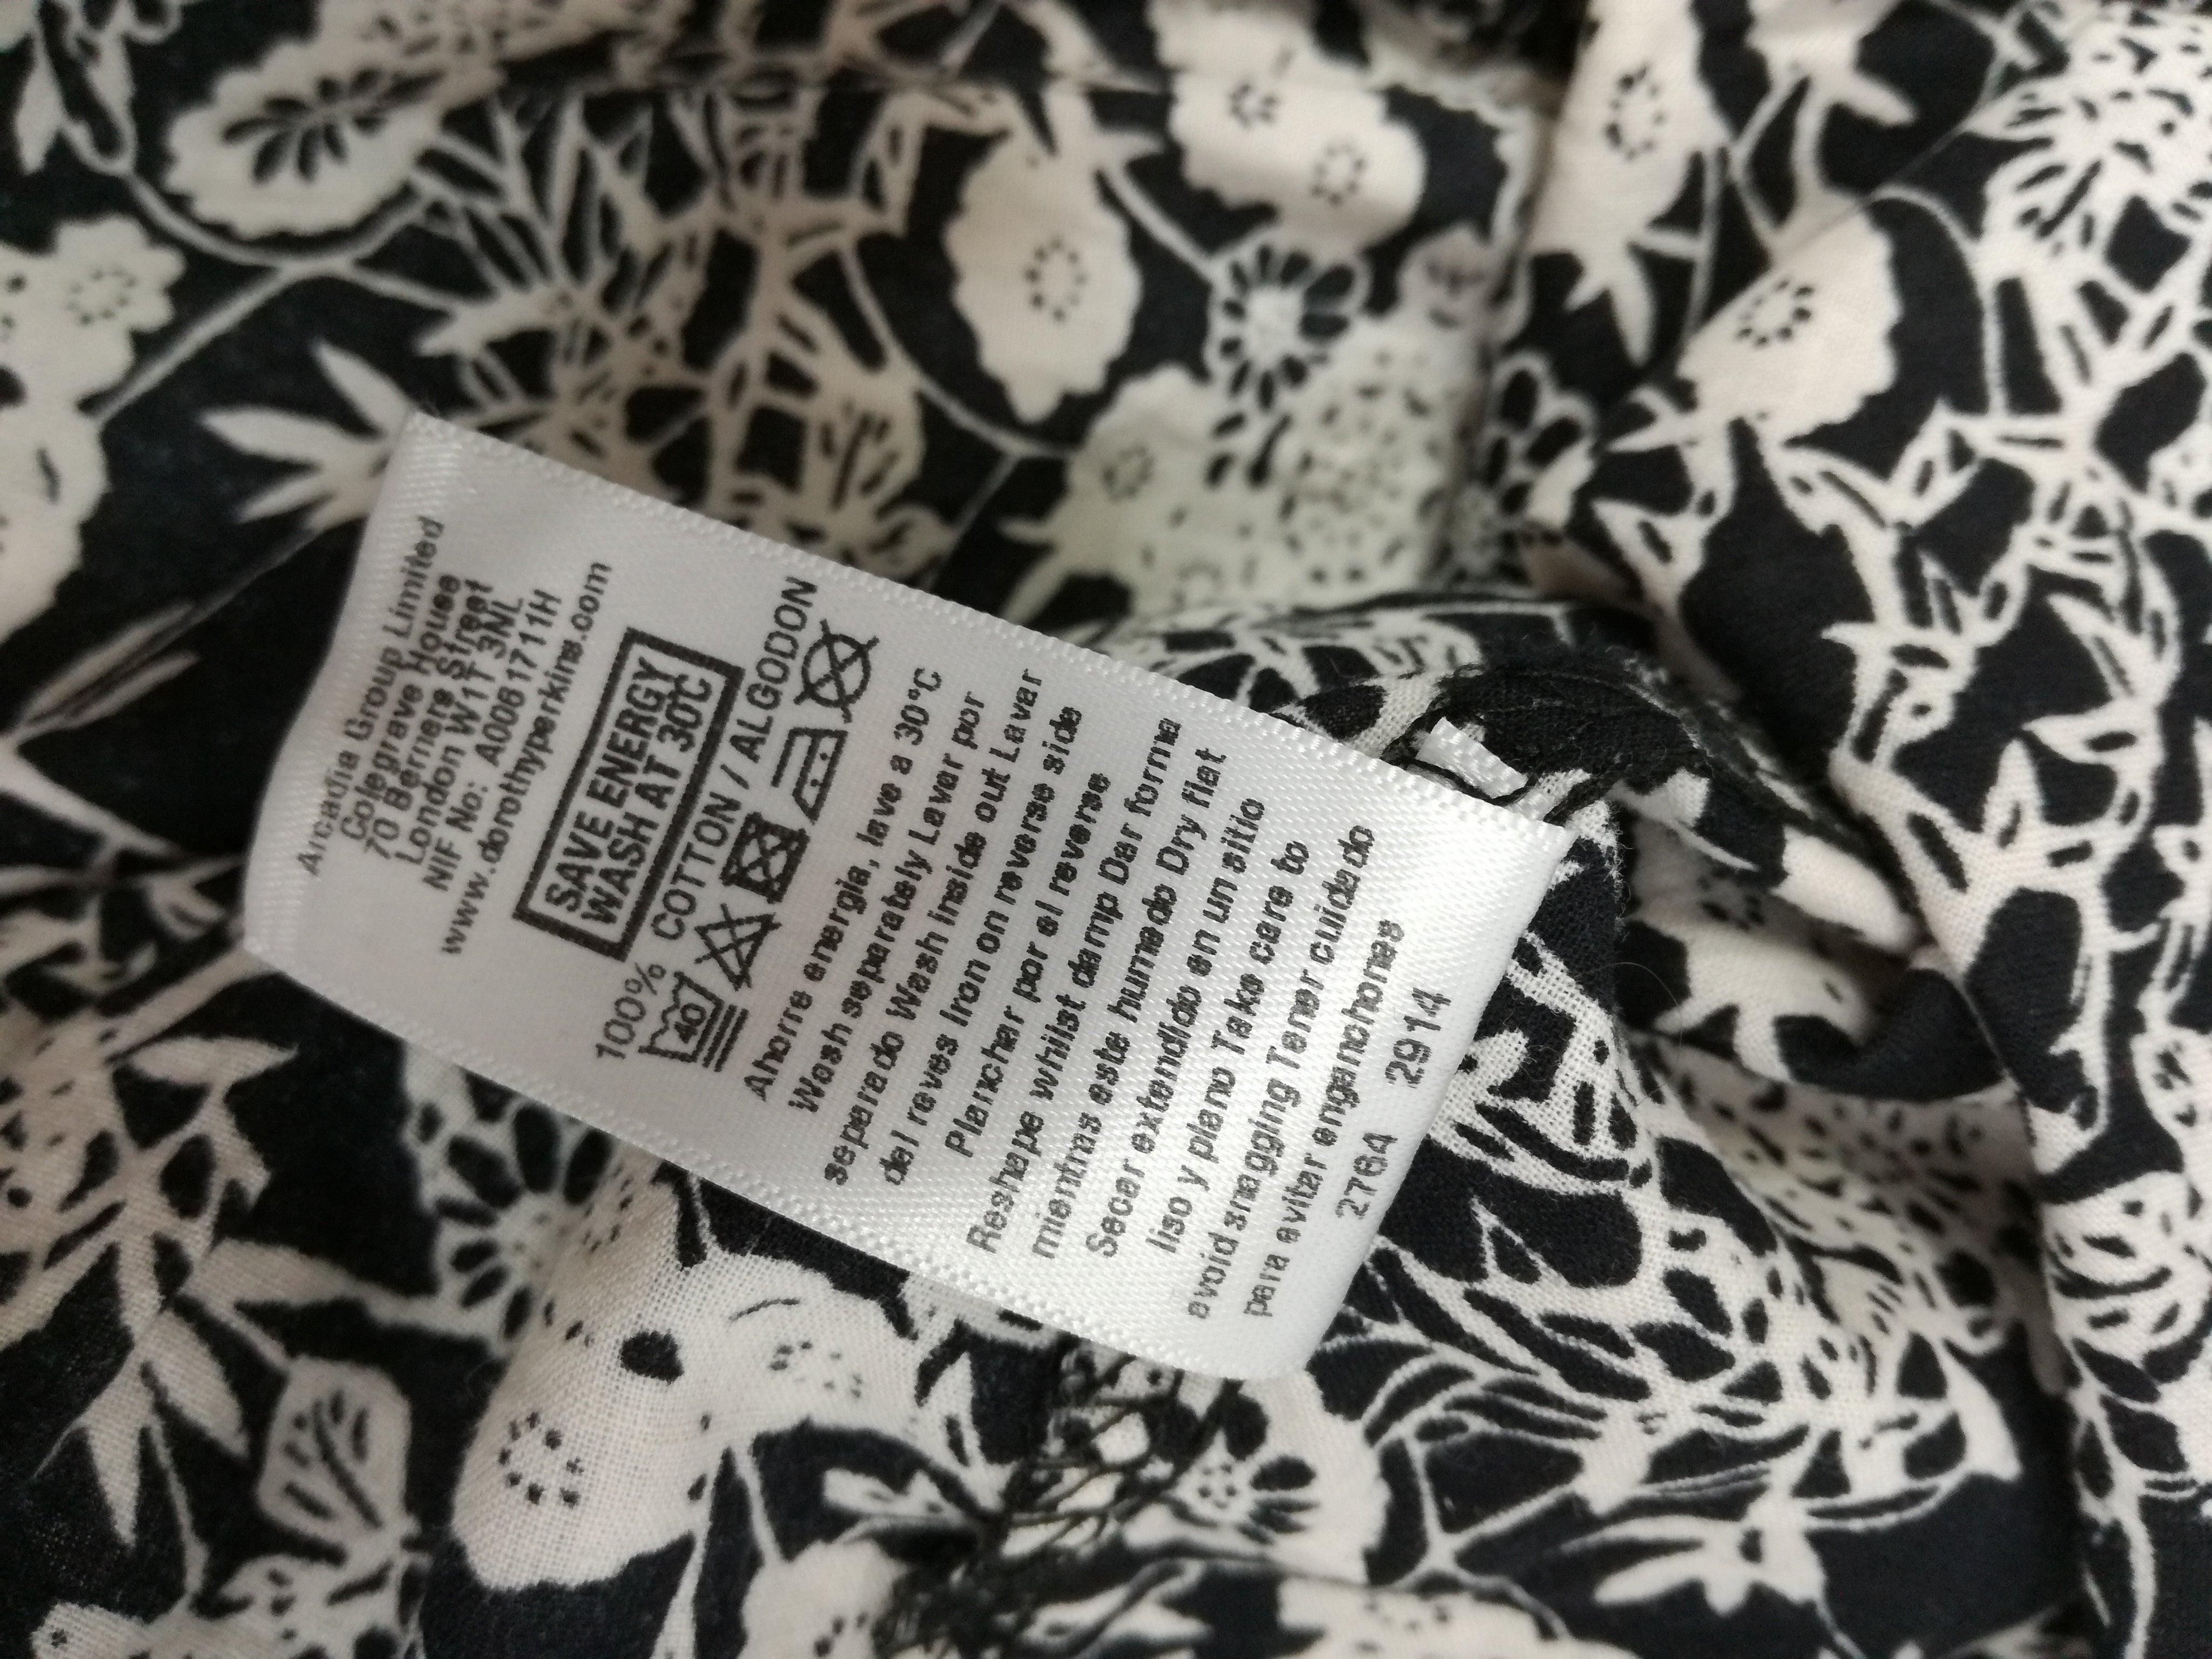 Arcadia Group Limited
Colegrave House
70 Berners Street
London W1T 3NL
NIF No: A0061711H
www.dorothyperkins.com
SAVE ENERGY
WASH AT 30°C
100% COTTON / ALGODON
40
Ahorre energia, lave a 30°C
Wash separately Lavar por
separado Wash inside out Lavar
del reves Iron on reverse side
Planchar por el reverse
Reshape whilst damp Dar forma
mientras este humedo Dry flat
Secar extendido en un sitio
liso y plano Take care to
avoid snagging Tener cuidado
para evitar enganchones
2764 2914